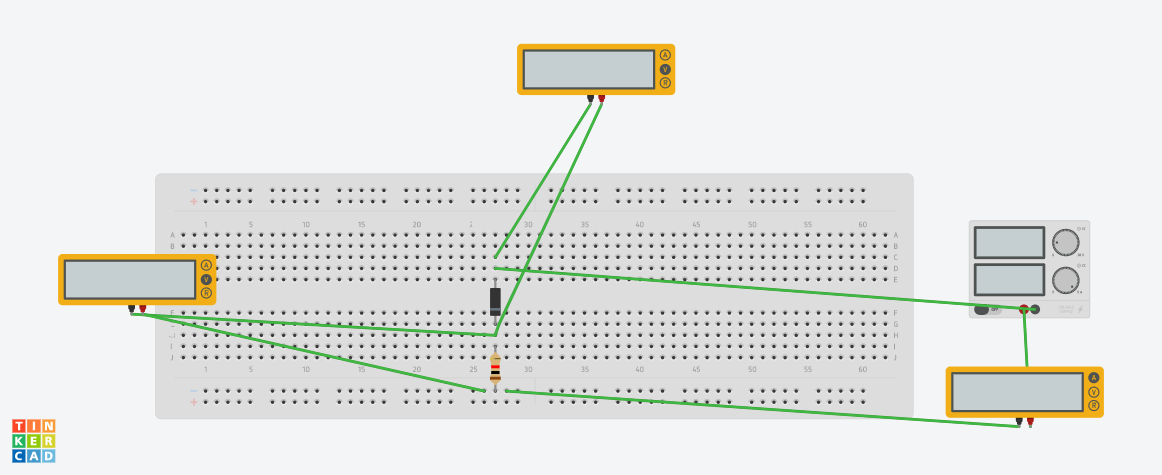 A
V
R
1 5 10 15 20 30 35 40 45 50 55 60
A A
B B
C C
D D
E E
A
V
R
F F
G G
H
I I
J J
OFF
1 5 10 15 20 25 30 35 40 45 50 55 60
A
V
R
TIN
KER
CAD